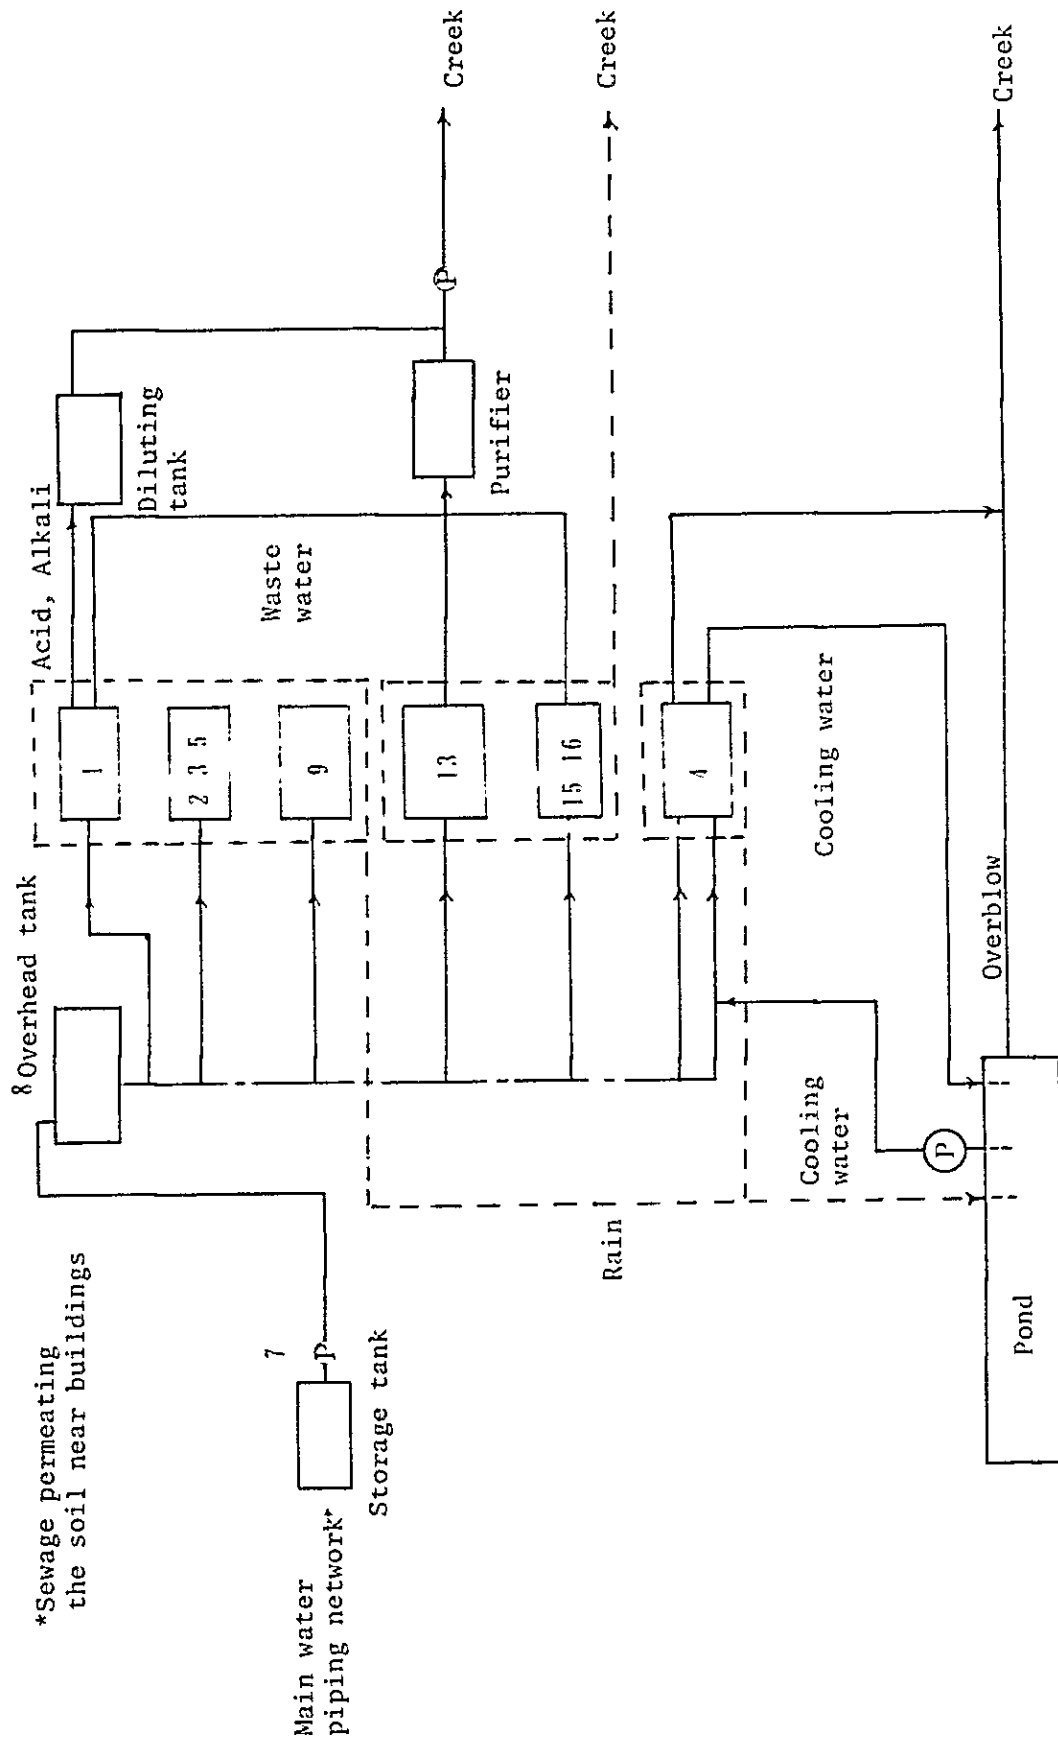 *Sewage permeating
the soil near buildings
Main water
piping network*
Storage tank
7
P
8 Overhead tank
Acid, Alkali
1
2 3 5
9
13
15 16
4
Diluting
tank
Waste
water
Purifier
P
Creek
Creek
Rain
Cooling
water
Cooling water
P
Pond
Overblow
Creek